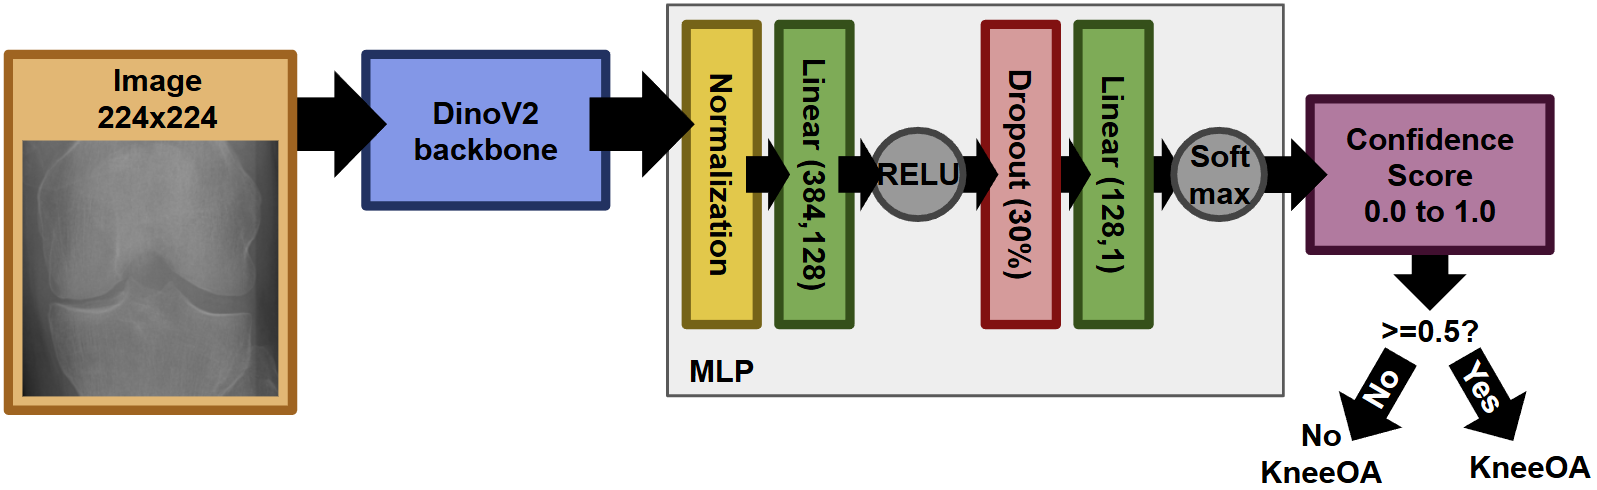 Image
224x224
DinoV2
backbone
Normalization
Linear (384,128)
RELU
Dropout (30%)
Linear (128,1)
Soft
max
MLP
Confidence
Score
0.0 to 1.0
>=0.5?
No
Yes
No
KneeOA
KneeOA